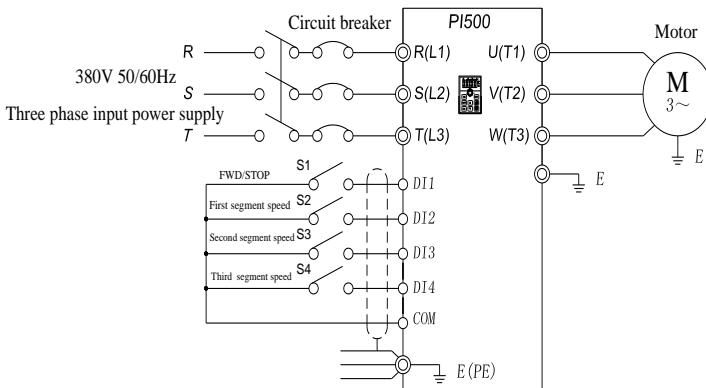 Circuit breaker
PI500
Motor
R
R(L1)
U(T1)
380V 50/60Hz
S
S(L2)
V(T2)
M
3~
Three phase input power supply
T
T(L3)
W(T3)
E
E
FWD/STOP
S1
DI1
First segment speed
S2
DI2
Second segment speed
S3
DI3
Third segment speed
S4
DI4
COM
E(PE)